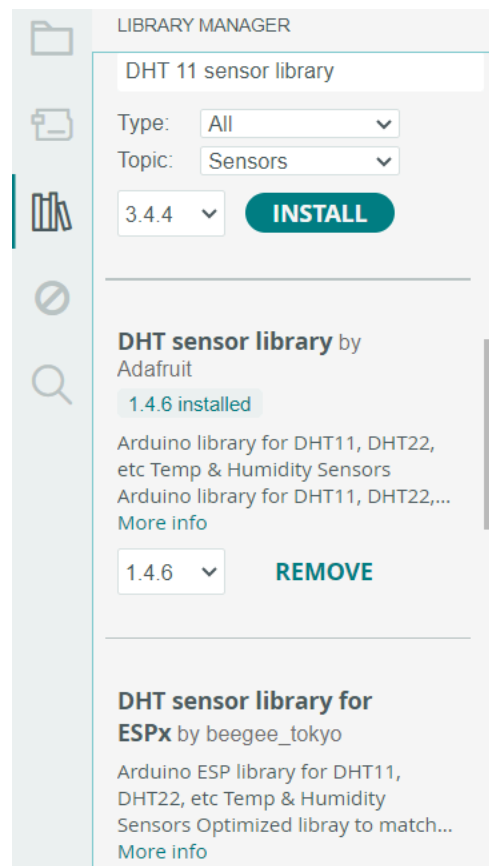 LIBRARY MANAGER
DHT 11 sensor library
Type: All
Topic: Sensors
3.4.4 INSTALL
DHT sensor library by
Adafruit
1.4.6 installed
Arduino library for DHT11, DHT22,
etc Temp & Humidity Sensors
Arduino library for DHT11, DHT22,...
More info
1.4.6 REMOVE
DHT sensor library for
ESPx by beegee_tokyo
Arduino ESP library for DHT11,
DHT22, etc Temp & Humidity
Sensors Optimized libray to match...
More info